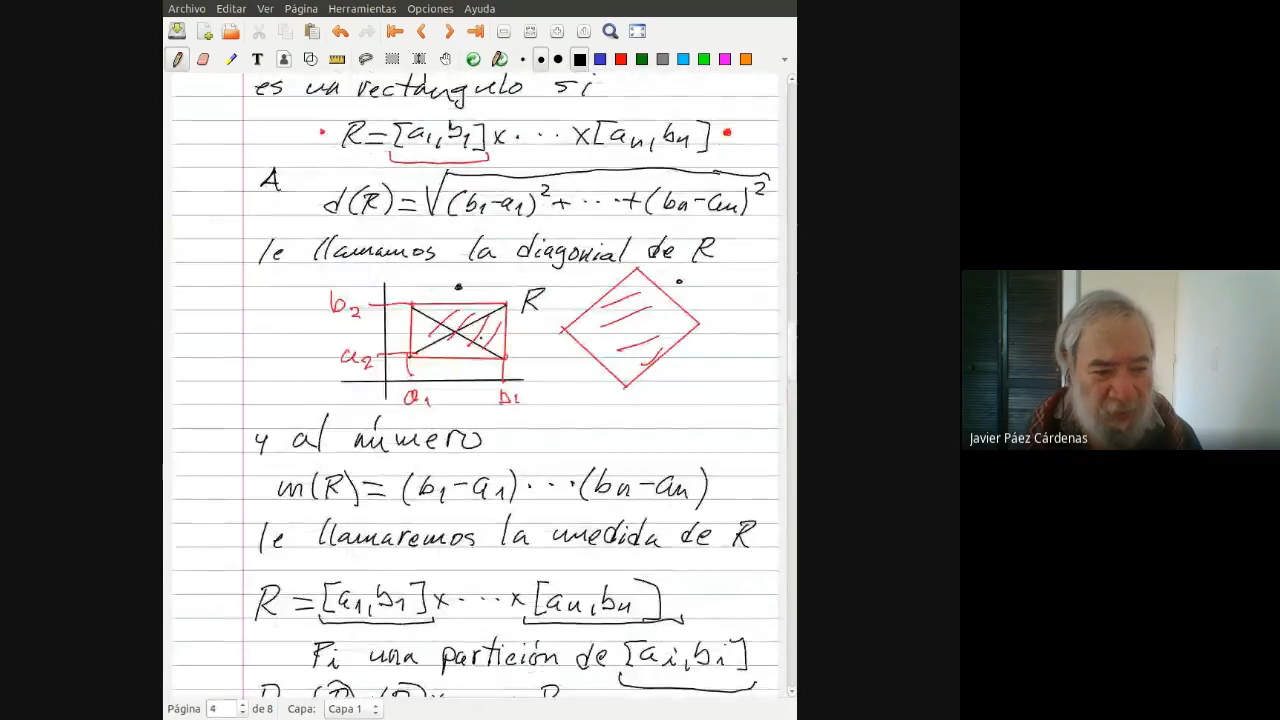 Archivo Editar Ver Página Herramientas Opciones Ayuda
es un rectángulo si
R=[a1,b1]x. ... x[an,bn]
A
d(R)=√(b1-a1)²+...+(bn-an)²
le llamamos la diagonial de R
b2
R
a2
a1 b1
y al número
m(R)=(b1-a1)...(bn-an)
le llamaremos la medida de R
R=[a1,b1]x...x[an,bn]
Pi una partición de [ai,bi]
Página 4 de 8 Capa: Capa 1
Javier Páez Cárdenas